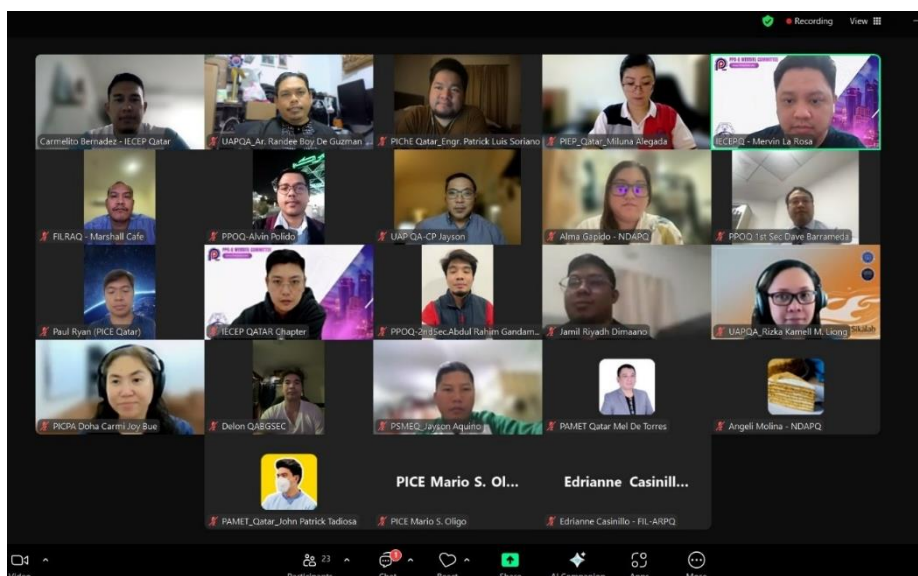 Recording View
Carmelito Bernadez - IECEP Qatar
UAPQA_Ar. Randee Boy De Guzman
PIChE Qatar_Engr. Patrick Luis Soriano
PIEP_Qatar_Miluna Alegada
IECEPQ - Mervin La Rosa
FILRAQ - Marshall Cafe
PPOQ-Alvin Polido
UAP QA-CP Jayson
Alma Gapido - NDAPQ
PPOQ 1st Sec Dave Barrameda
Paul Ryan (PICE Qatar)
IECEP QATAR Chapter
PPOQ-2ndSec.Abdul Rahim Gandam...
Jamil Riyadh Dimaano
UAPQA_Rizka Kamell M. Liong
PICPA Doha Carmi Joy Bue
Delon QABGSEC
PSMEQ_Jayson Aquino
PAMET Qatar Mel De Torres
Angeli Molina - NDAPQ
PAMET_Qatar_John Patrick Tadiosa
PICE Mario S. Ol...
PICE Mario S. Oligo
Edrianne Casinill...
Edrianne Casinillo - FIL-ARPQ
23
1
Video
Participants
Chat
React
Share
AI Companion
Apps
More